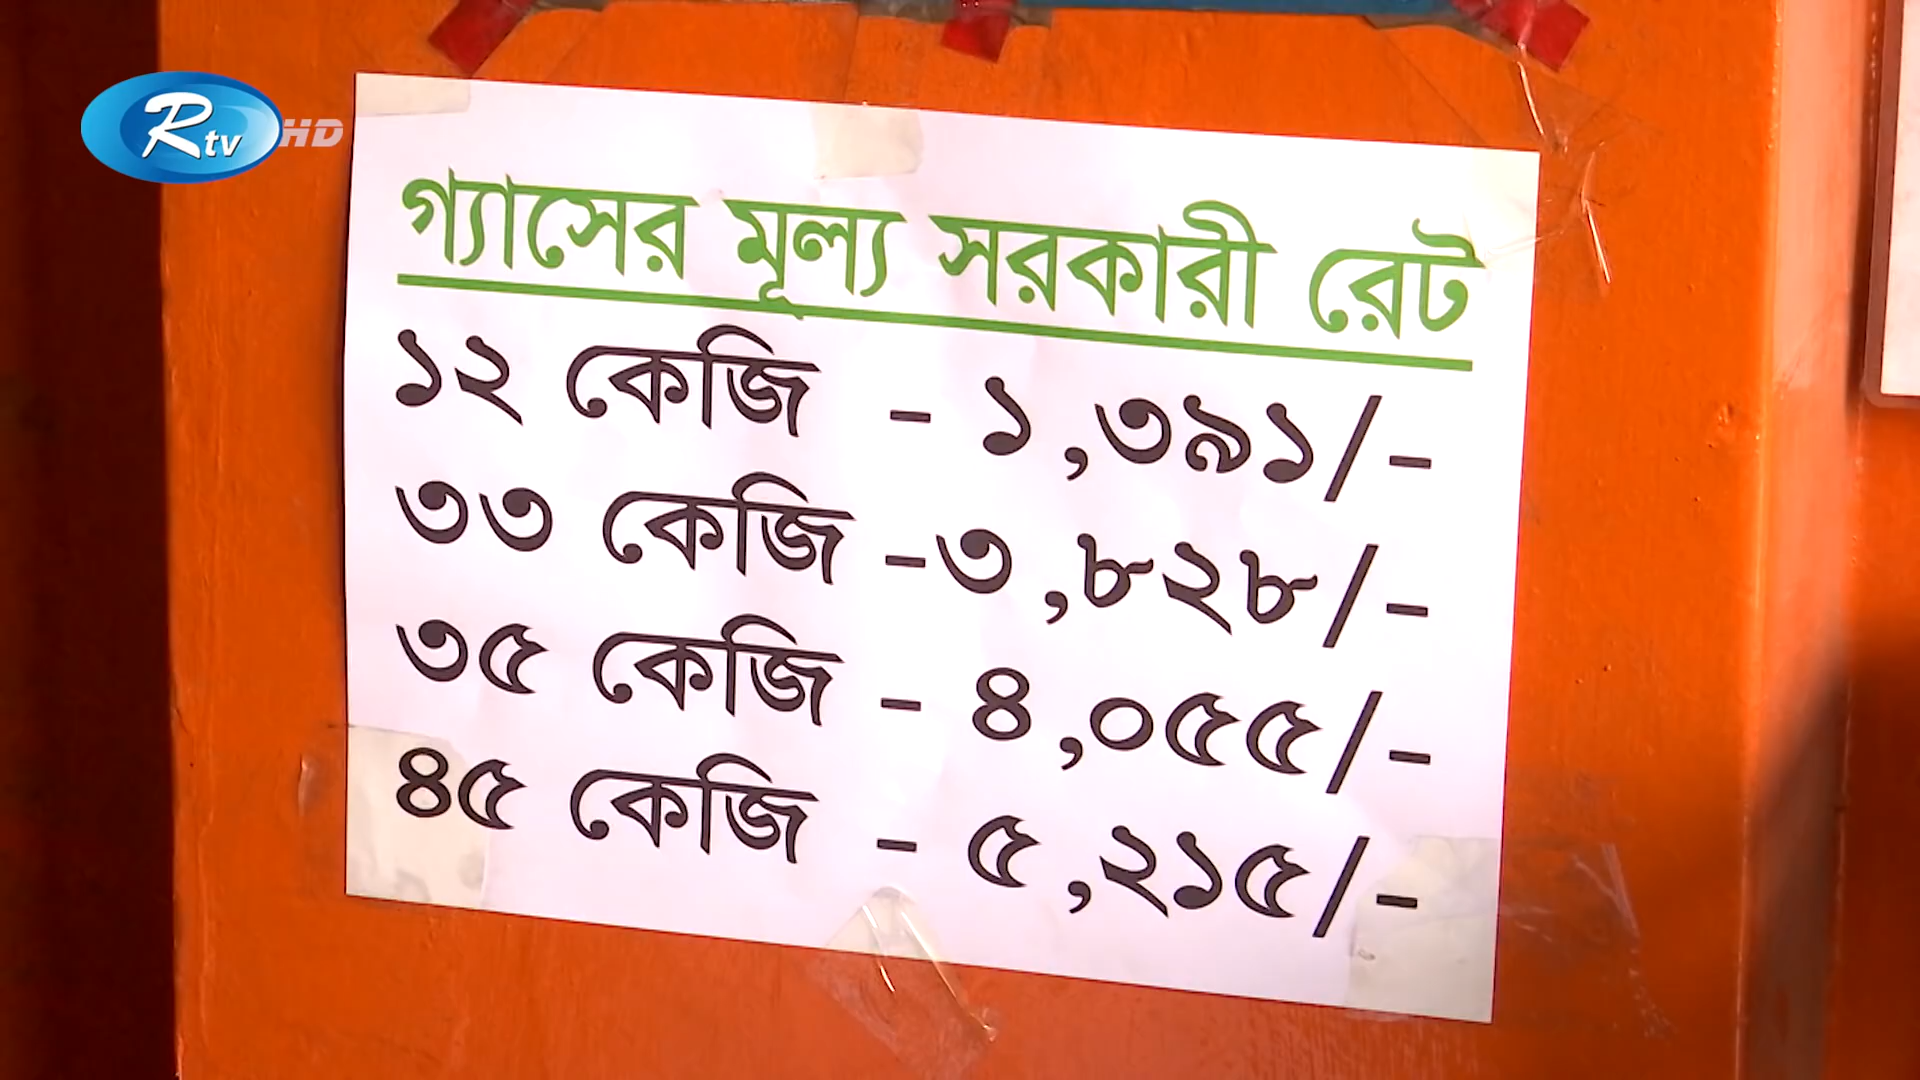 Rtv HD
গ্যাসের মূল্য সরকারী রেট
১২ কেজি - ১,৩৯১/-
৩৩ কেজি -৩,৮২৮/-
৩৫ কেজি - ৪,০৫৫/-
৪৫ কেজি - ৫,২১৫/-